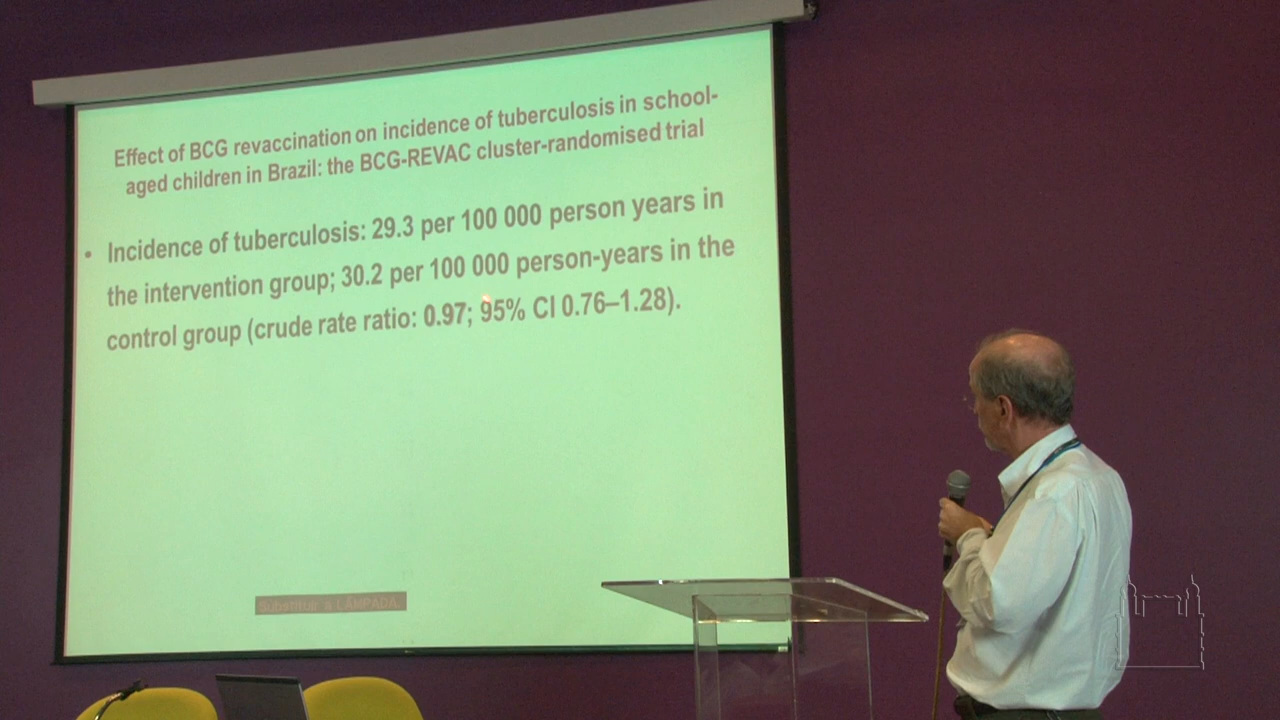 Effect of BCG revaccination on incidence of tuberculosis in school-
aged children in Brazil: the BCG-REVAC cluster-randomised trial
• Incidence of tuberculosis: 29.3 per 100 000 person years in
the intervention group; 30.2 per 100 000 person-years in the
control group (crude rate ratio: 0.97; 95% CI 0.76–1.28).
Substituir a LÂMPADA.